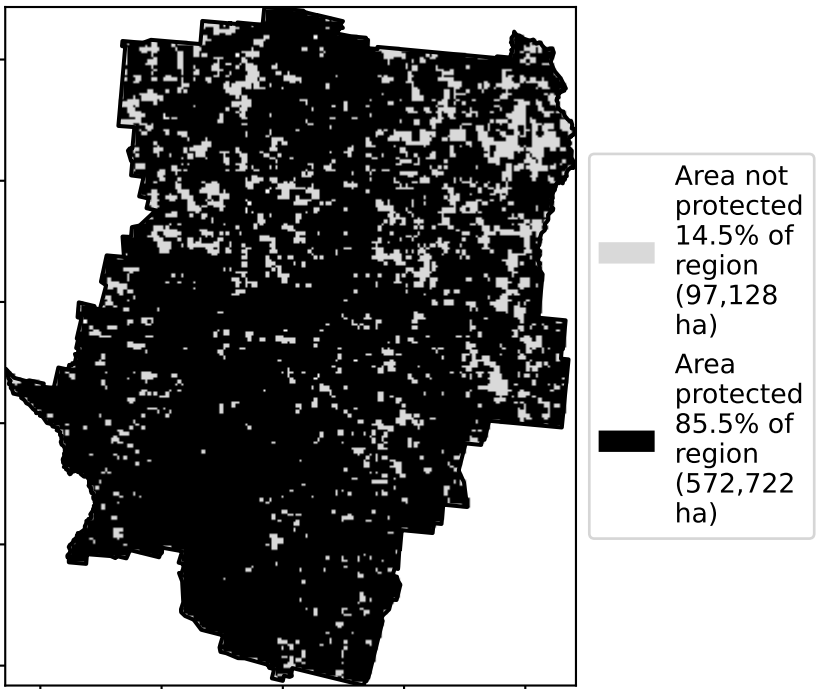 Area not
protected
14.5% of
region
(97,128
ha)
Area
protected
85.5% of
region
(572,722
ha)